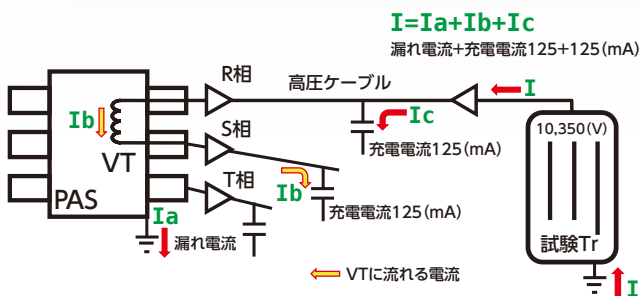 I=Ia+Ib+Ic
漏れ電流+充電電流125+125(mA)
R相
高圧ケーブル
I
Ib
S相
Ic
10,350(V)
VT
充電電流125(mA)
T相
PAS
Ib
Ia
充電電流125(mA)
漏れ電流
試験Tr
VTに流れる電流
I